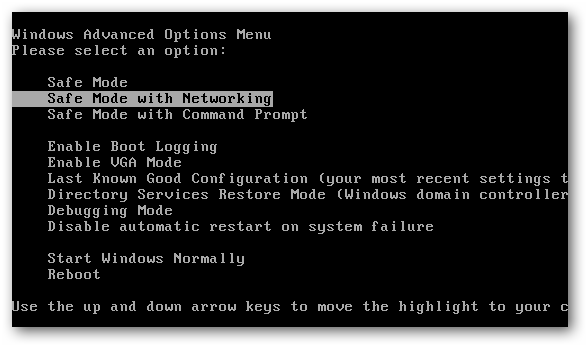 Windows Advanced Options Menu
Please select an option:
Safe Mode
Safe Mode with Networking
Safe Mode with Command Prompt
Enable Boot Logging
Enable VGA Mode
Last Known Good Configuration (your most recent settings t
Directory Services Restore Mode (Windows domain controller
Debugging Mode
Disable automatic restart on system failure
Start Windows Normally
Reboot
Use the up and down arrow keys to move the highlight to your c